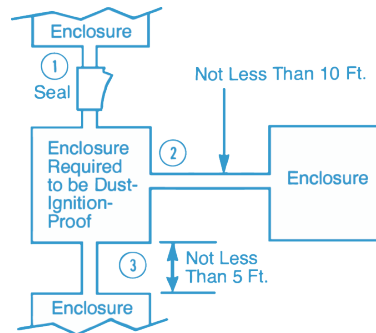 Enclosure
1
Seal
Not Less Than 10 Ft.
Enclosure
Required
to be Dust-
Ignition-
Proof
2
Enclosure
3
Not Less
Than 5 Ft.
Enclosure